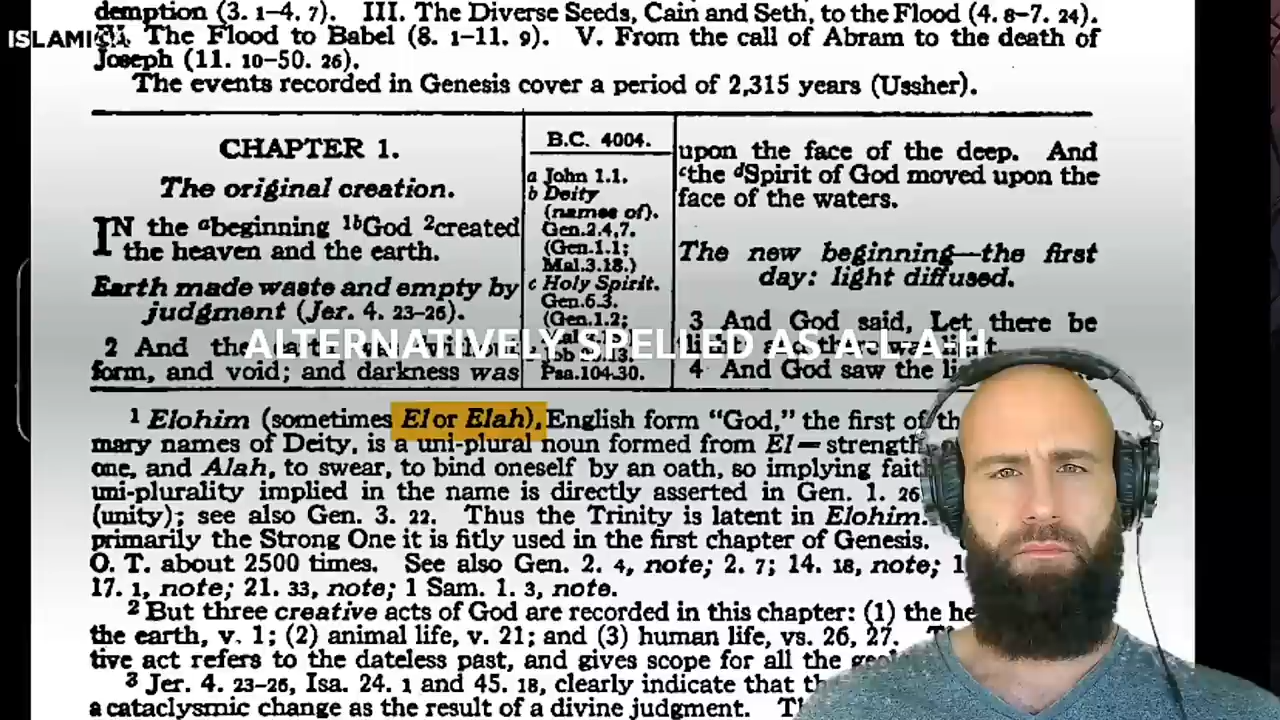 demption (3. 1–4. 7). III. The Diverse Seeds, Cain and Seth, to the Flood (4. 8–7. 24).
The Flood to Babel (8. 1–11. 9). V. From the call of Abram to the death of
Joseph (11. 10–50. 26).
The events recorded in Genesis cover a period of 2,315 years (Ussher).
CHAPTER 1.
The original creation.
IN the ᵃbeginning ¹ᵇGod ²created
the heaven and the earth.
Earth made waste and empty by
judgment (Jer. 4. 23–26).
2 And the earth was without
form, and void; and darkness was
B.C. 4004.
a John 1.1.
b Deity
(names of).
Gen.2.4,7.
(Gen.1.1;
Mal.3.18.)
c Holy Spirit.
Gen.6.3.
(Gen.1.2;
Psa.104.30.
upon the face of the deep. And
ᶜthe ᵈSpirit of God moved upon the
face of the waters.
The new beginning—the first
day: light diffused.
3 And God said, Let there be
light: and there was light.
4 And God saw the
ALTERNATIVELY SPELLED AS A-L-A-H
1 Elohim (sometimes El or Elah), English form "God," the first of
mary names of Deity, is a uni-plural noun formed from El—strength
one, and Alah, to swear, to bind oneself by an oath, so implying
uni-plurality implied in the name is directly asserted in Gen. 1. 26
(unity); see also Gen. 3. 22. Thus the Trinity is latent in Elohim.
primarily the Strong One it is fitly used in the first chapter of Genesis.
O. T. about 2500 times. See also Gen. 2. 4, note; 2. 7; 14. 18, note;
17. 1, note; 21. 33, note; 1 Sam. 1. 3, note.
2 But three creative acts of God are recorded in this chapter: (1) the
the earth, v. 1; (2) animal life, v. 21; and (3) human life, vs. 26, 27.
tive act refers to the dateless past, and gives scope for all the
3 Jer. 4. 23–26, Isa. 24. 1 and 45. 18, clearly indicate that
a cataclysmic change as the result of a divine judgment.